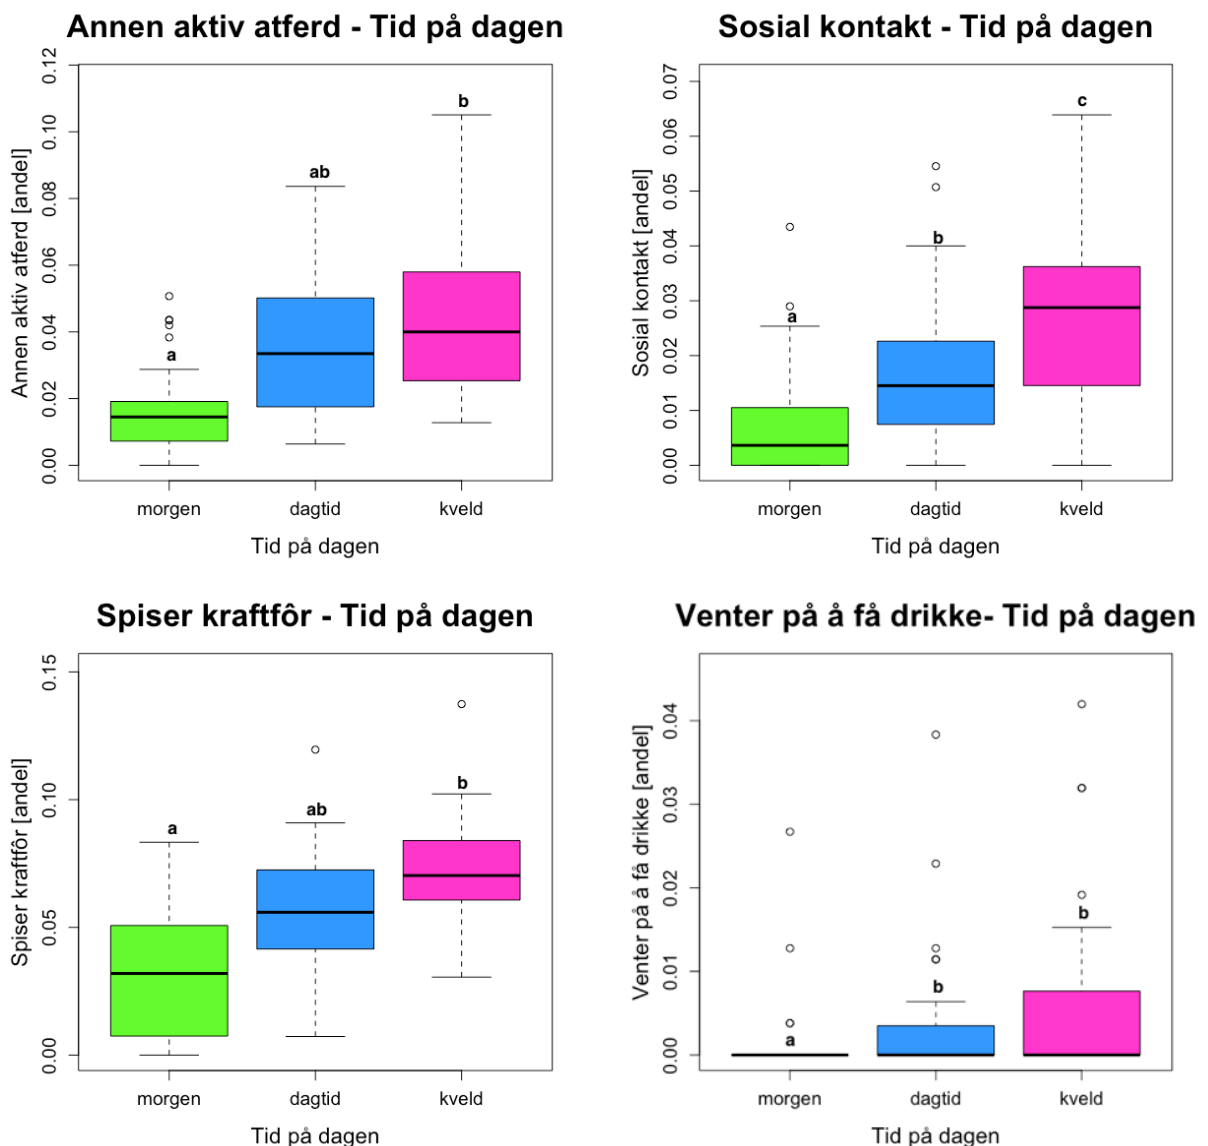 Annen aktiv atferd - Tid på dagen
Annen aktiv atferd [andel]
0.12
0.10
0.08
0.06
0.04
0.02
0.00
a
ab
b
morgen dagtid kveld
Tid på dagen
Sosial kontakt - Tid på dagen
Sosial kontakt [andel]
0.07
0.06
0.05
0.04
0.03
0.02
0.01
0.00
a
b
c
morgen dagtid kveld
Tid på dagen
Spiser kraftfôr - Tid på dagen
Spiser kraftfôr [andel]
0.15
0.10
0.05
0.00
a
ab
b
morgen dagtid kveld
Tid på dagen
Venter på å få drikke- Tid på dagen
Venter på å få drikke [andel]
0.04
0.03
0.02
0.01
0.00
a
b
b
morgen dagtid kveld
Tid på dagen